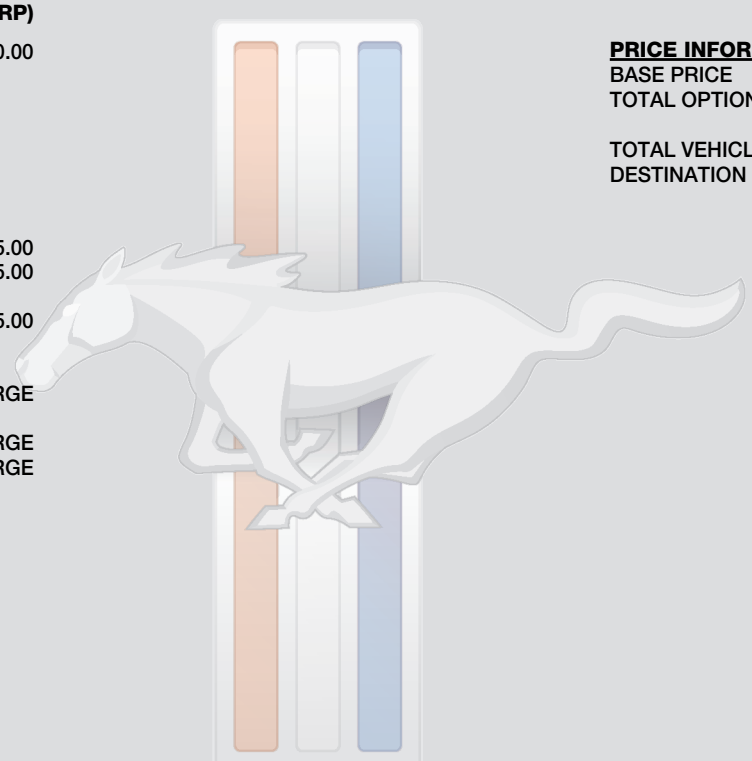 RP)
0.00
5.00
5.00
5.00
RGE
RGE
RGE
PRICE INFOR
BASE PRICE
TOTAL OPTION
TOTAL VEHICL
DESTINATION